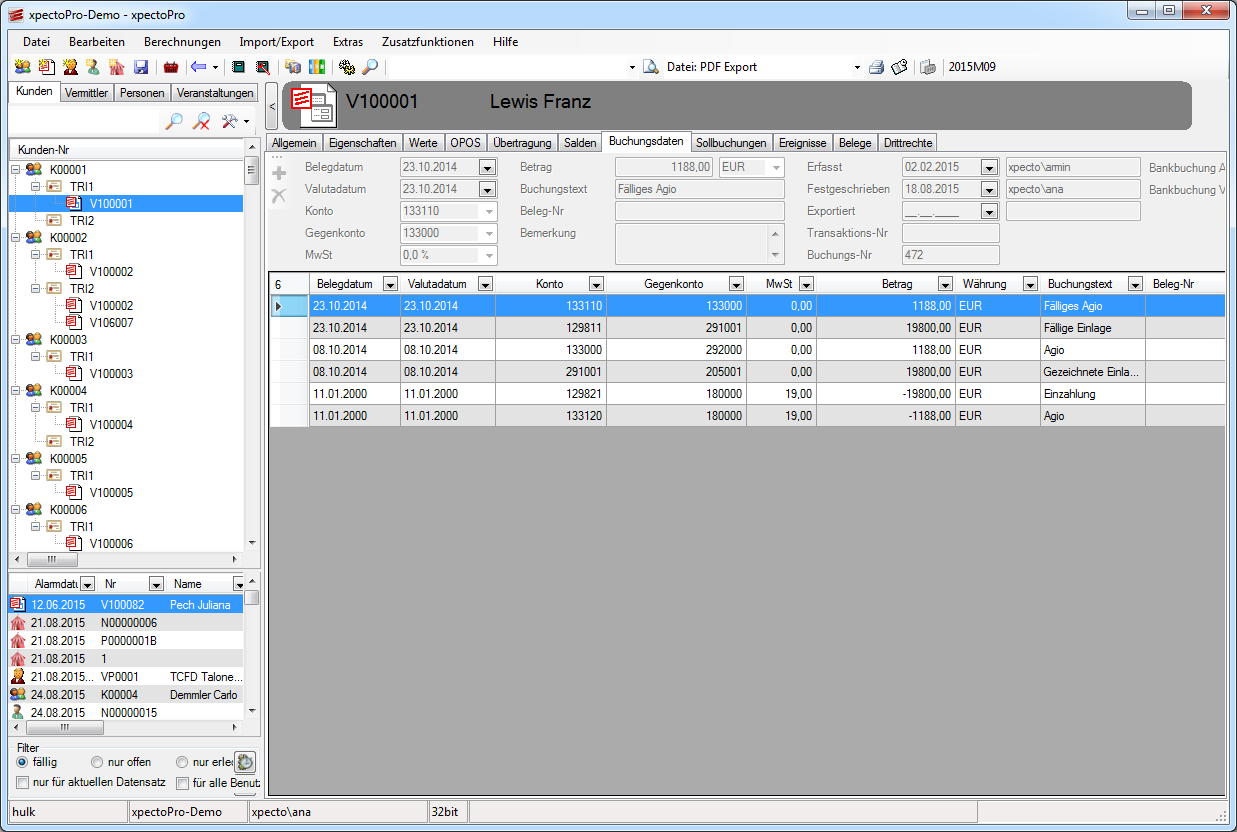 xpectoPro-Demo - xpectoPro
Datei Bearbeiten Berechnungen Import/Export Extras Zusatzfunktionen Hilfe
Datei: PDF Export 2015M09
Kunden Vermittler Personen Veranstaltungen
< V100001 Lewis Franz
Kunden-Nr
K00001
TRI1
V100001
TRI2
K00002
TRI1
V100002
TRI2
V100002
V106007
K00003
TRI1
V100003
K00004
TRI1
V100004
TRI2
K00005
TRI1
V100005
K00006
TRI1
V100006
Allgemein Eigenschaften Werte OPOS Übertragung Salden Buchungsdaten Sollbuchungen Ereignisse Belege Dritrechte
Belegdatum 23.10.2014 Betrag 1188,00 EUR Erfasst 02.02.2015 xpecto\armin Bankbuchung A
Valutadatum 23.10.2014 Buchungstext Fälliges Agio Festgeschrieben 18.08.2015 xpecto\ana Bankbuchung V
Konto 133110 Beleg-Nr Exportiert __.__.____
Gegenkonto 133000 Bemerkung Transaktions-Nr
MwSt 0,0 % Buchungs-Nr 472
6 Belegdatum Valutadatum Konto Gegenkonto MwSt Betrag Währung Buchungstext Beleg-Nr
23.10.2014 23.10.2014 133110 133000 0,00 1188,00 EUR Fälliges Agio
23.10.2014 23.10.2014 129811 291001 0,00 19800,00 EUR Fällige Einlage
08.10.2014 08.10.2014 133000 292000 0,00 1188,00 EUR Agio
08.10.2014 08.10.2014 291001 205001 0,00 19800,00 EUR Gezeichnete Einla...
11.01.2000 11.01.2000 129821 180000 19,00 -19800,00 EUR Einzahlung
11.01.2000 11.01.2000 133120 180000 19,00 -1188,00 EUR Agio
Alarmdatu Nr Name
12.06.2015 V100082 Pech Juliana
21.08.2015 N00000006
21.08.2015 P0000001B
21.08.2015 1
21.08.2015... VP0001 TCFD Talone...
24.08.2015 K00004 Demmler Carlo
24.08.2015 N00000015
Filter
fällig nur offen nur erlec
nur für aktuellen Datensatz für alle Benutz
hulk xpectoPro-Demo xpecto\ana 32bit